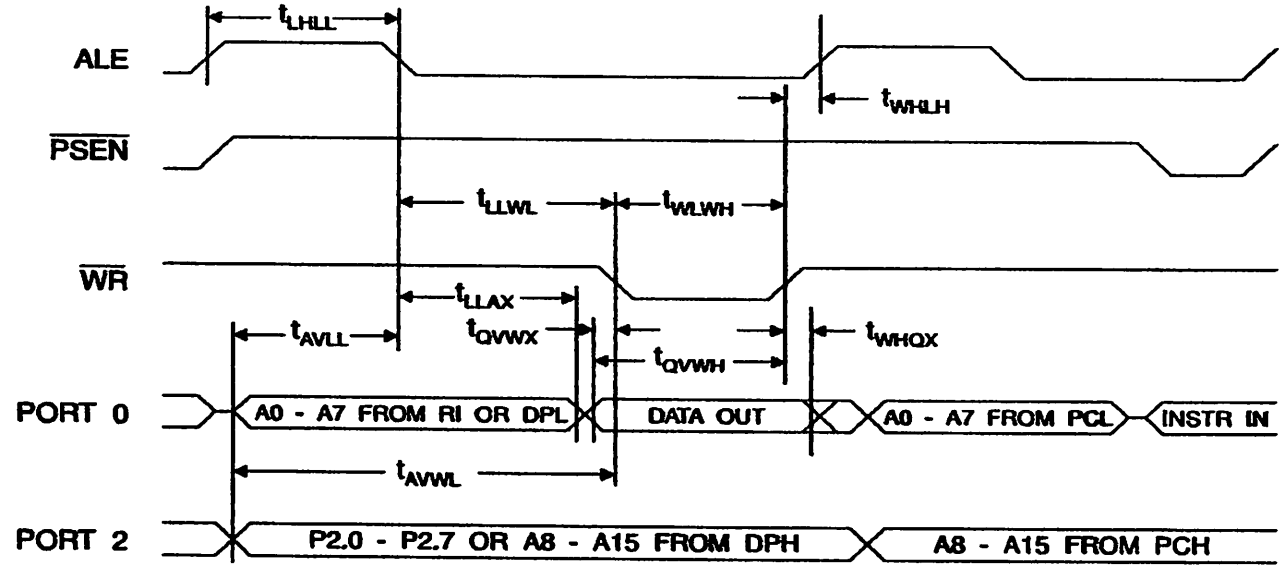 tLHLL
ALE
tWHLH
PSEN
tLLWL
tWLWH
WR
tLLAX
tAVLL
tQVWX
tWHQX
tQVWH
PORT 0
A0 - A7 FROM RI OR DPL
DATA OUT
A0 - A7 FROM PCL
INSTR IN
tAVWL
PORT 2
P2.0 - P2.7 OR A8 - A15 FROM DPH
A8 - A15 FROM PCH